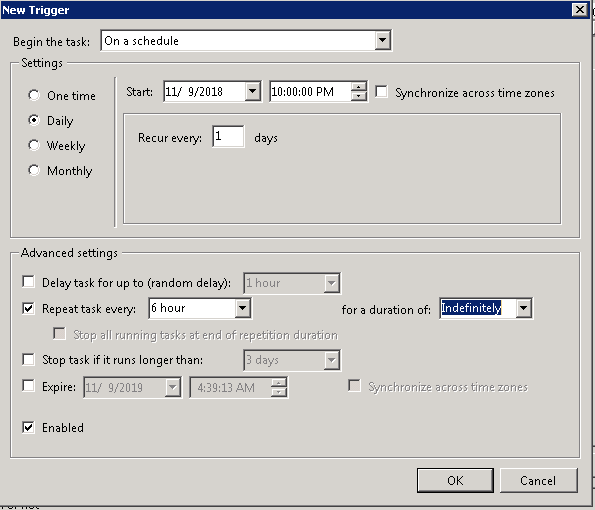 New Trigger
Begin the task: On a schedule
Settings
One time
Start: 11/ 9/2018 10:00:00 PM Synchronize across time zones
Daily
Recur every: 1 days
Weekly
Monthly
Advanced settings
Delay task for up to (random delay): 1 hour
Repeat task every: 6 hour for a duration of: Indefinitely
Stop all running tasks at end of repetition duration
Stop task if it runs longer than: 3 days
Expire: 11/ 9/2019 4:39:13 AM Synchronize across time zones
Enabled
OK Cancel